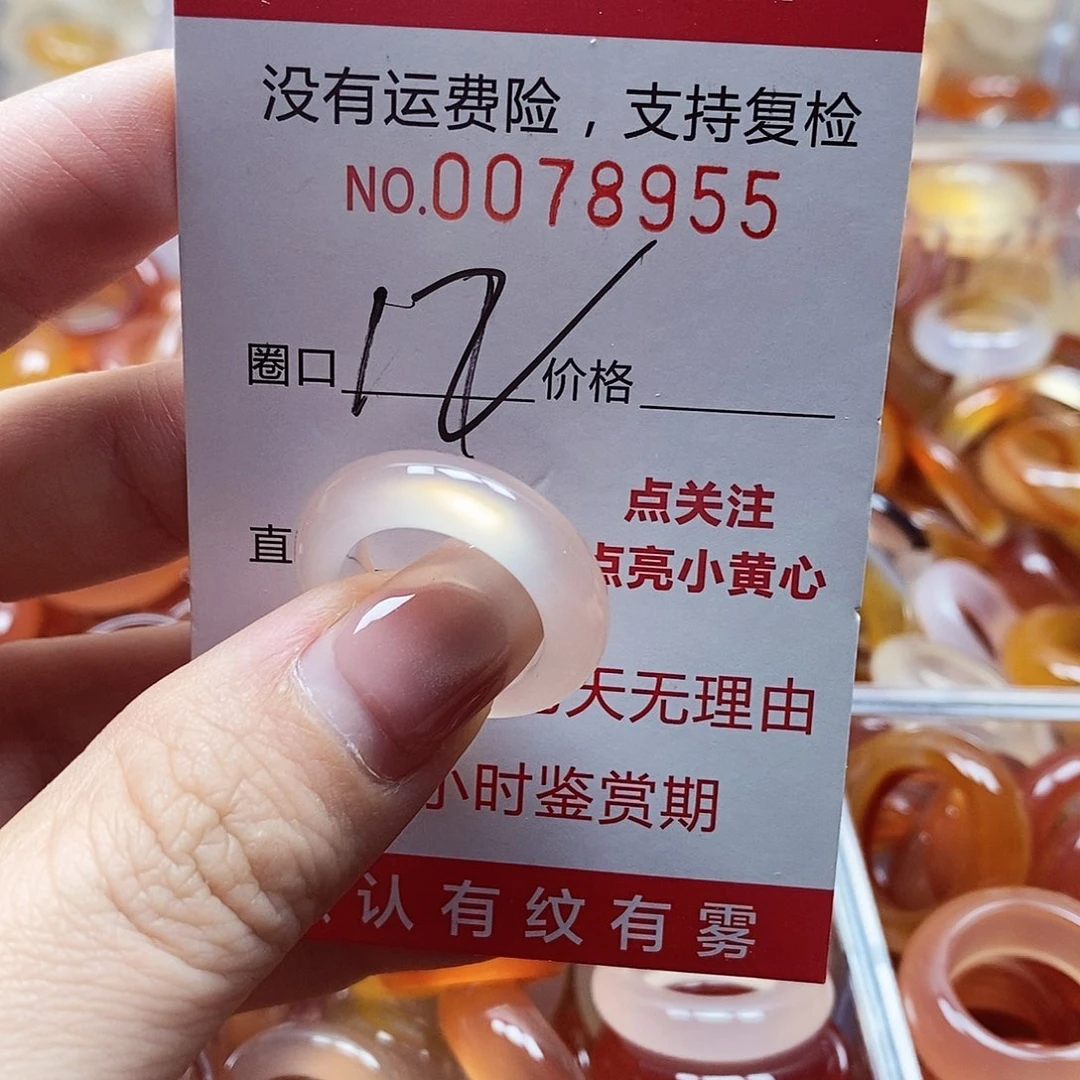 没有运费险，支持复检
NO.0078955
圈口 价格
点关注
直 点亮小黄心
天无理由
小时鉴赏期
认有纹有雾